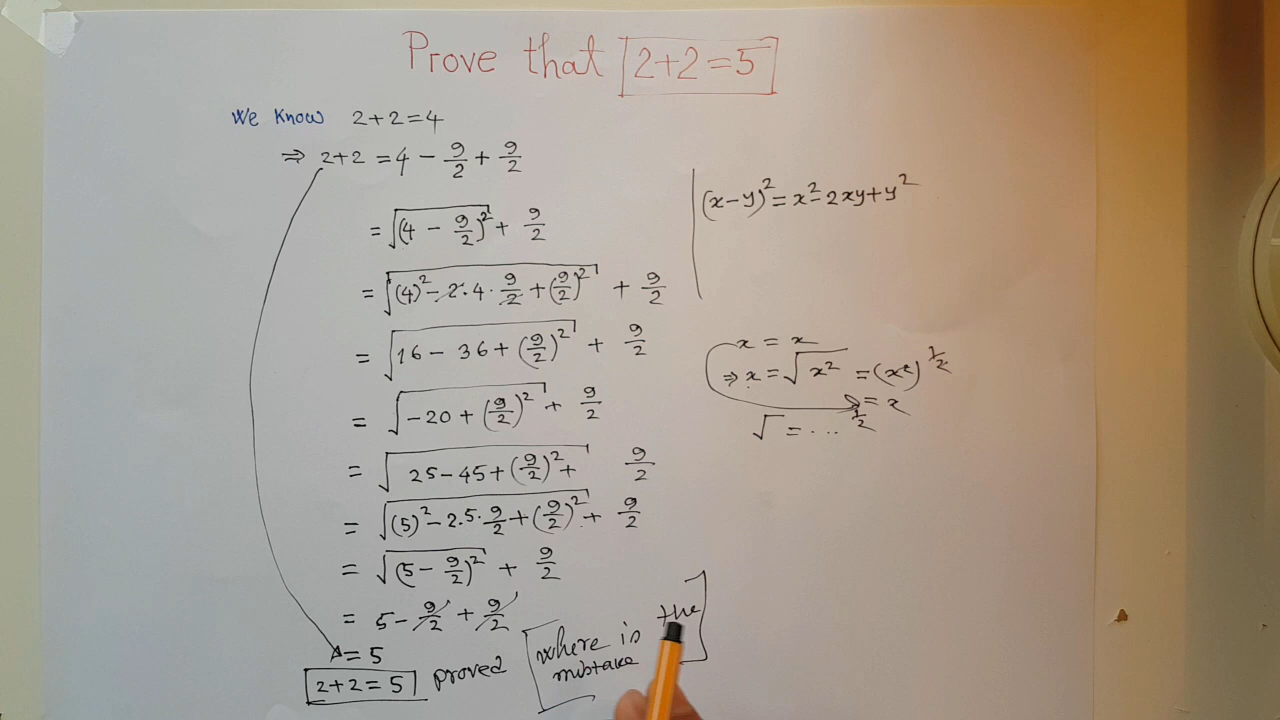 Prove that 2+2=5
We Know 2+2=4
⇒ 2+2 = 4 - 9/2 + 9/2
= √(4 - 9/2)² + 9/2
= √(4)² - 2.4.9/2 + (9/2)² + 9/2
= √16 - 36 + (9/2)² + 9/2
= √-20 + (9/2)² + 9/2
= √25 - 45 + (9/2)² + 9/2
= √(5)² - 2.5.9/2 + (9/2)² + 9/2
= √(5 - 9/2)² + 9/2
= 5 - 9/2 + 9/2
= 5
2+2=5 proved
where is the
mistake
(x-y)² = x² - 2xy + y²
x = x
⇒ x = √x² = (x²)^1/2
= x
√ = ... 1/2